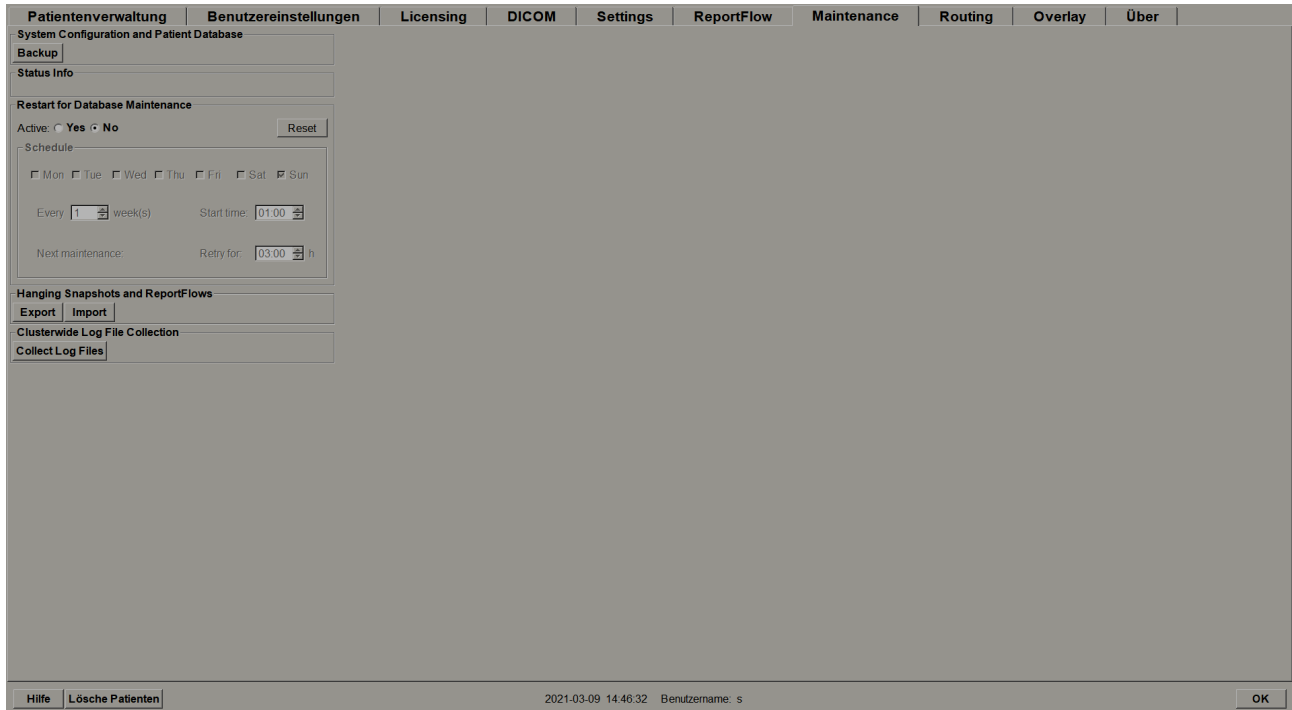 Patientenverwaltung Benutzereinstellungen Licensing DICOM Settings ReportFlow Maintenance Routing Overlay Über
System Configuration and Patient Database
Backup
Status Info
Restart for Database Maintenance
Active: Yes No Reset
Schedule
Mon Tue Wed Thu Fri Sat Sun
Every 1 week(s) Start time: 01:00
Next maintenance: Retry for: 03:00 h
Hanging Snapshots and ReportFlows
Export Import
Clusterwide Log File Collection
Collect Log Files
Hilfe Lösche Patienten 2021-03-09 14:46:32 Benutzername: s OK